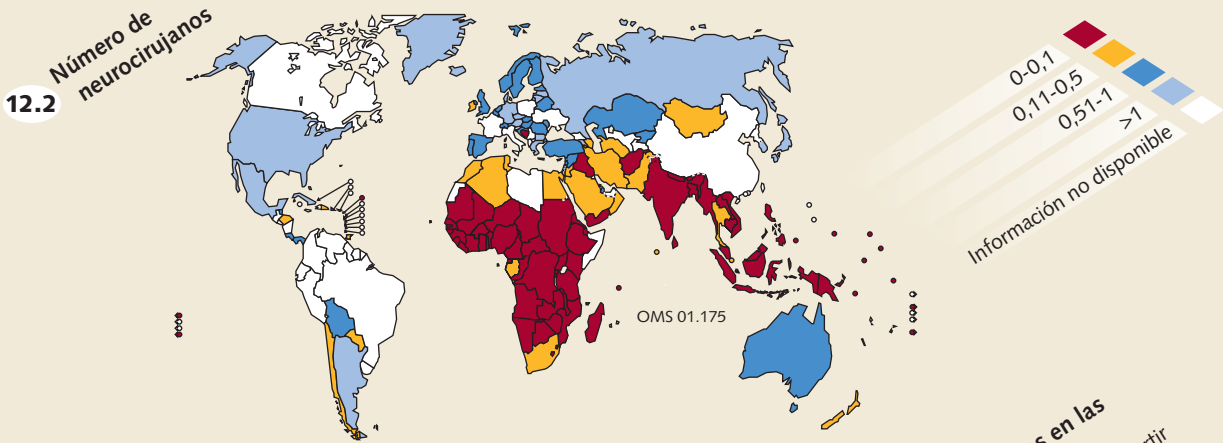 12.2
Número de
neurocirujanos
0-0,1
0,11-0,5
0,51-1
>1
Información no disponible
OMS 01.175
s en las
rtir